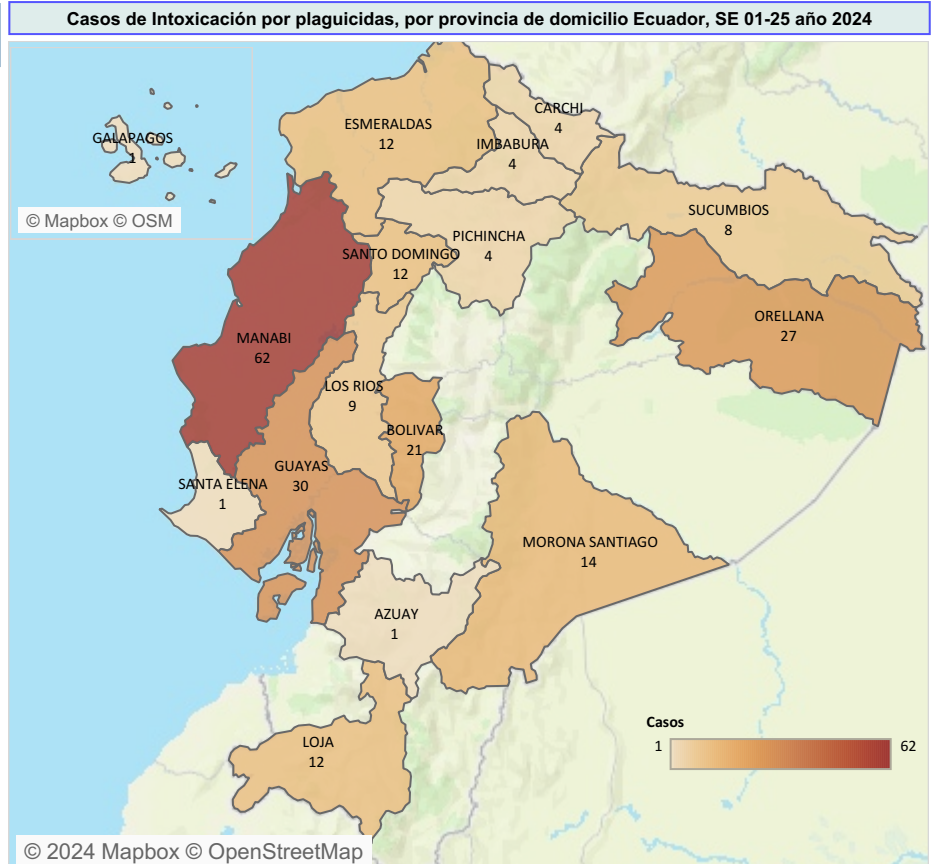 Casos de Intoxicación por plaguicidas, por provincia de domicilio Ecuador, SE 01-25 año 2024
CARCHI
4
ESMERALDAS
12
GALAPAGOS
1
IMBABURA
4
© Mapbox © OSM
SUCUMBIOS
8
PICHINCHA
4
SANTO DOMINGO
12
ORELLANA
27
MANABI
62
LOS RIOS
9
BOLIVAR
21
GUAYAS
30
SANTA ELENA
1
MORONA SANTIAGO
14
AZUAY
1
LOJA
12
Casos
1
62
© 2024 Mapbox © OpenStreetMap